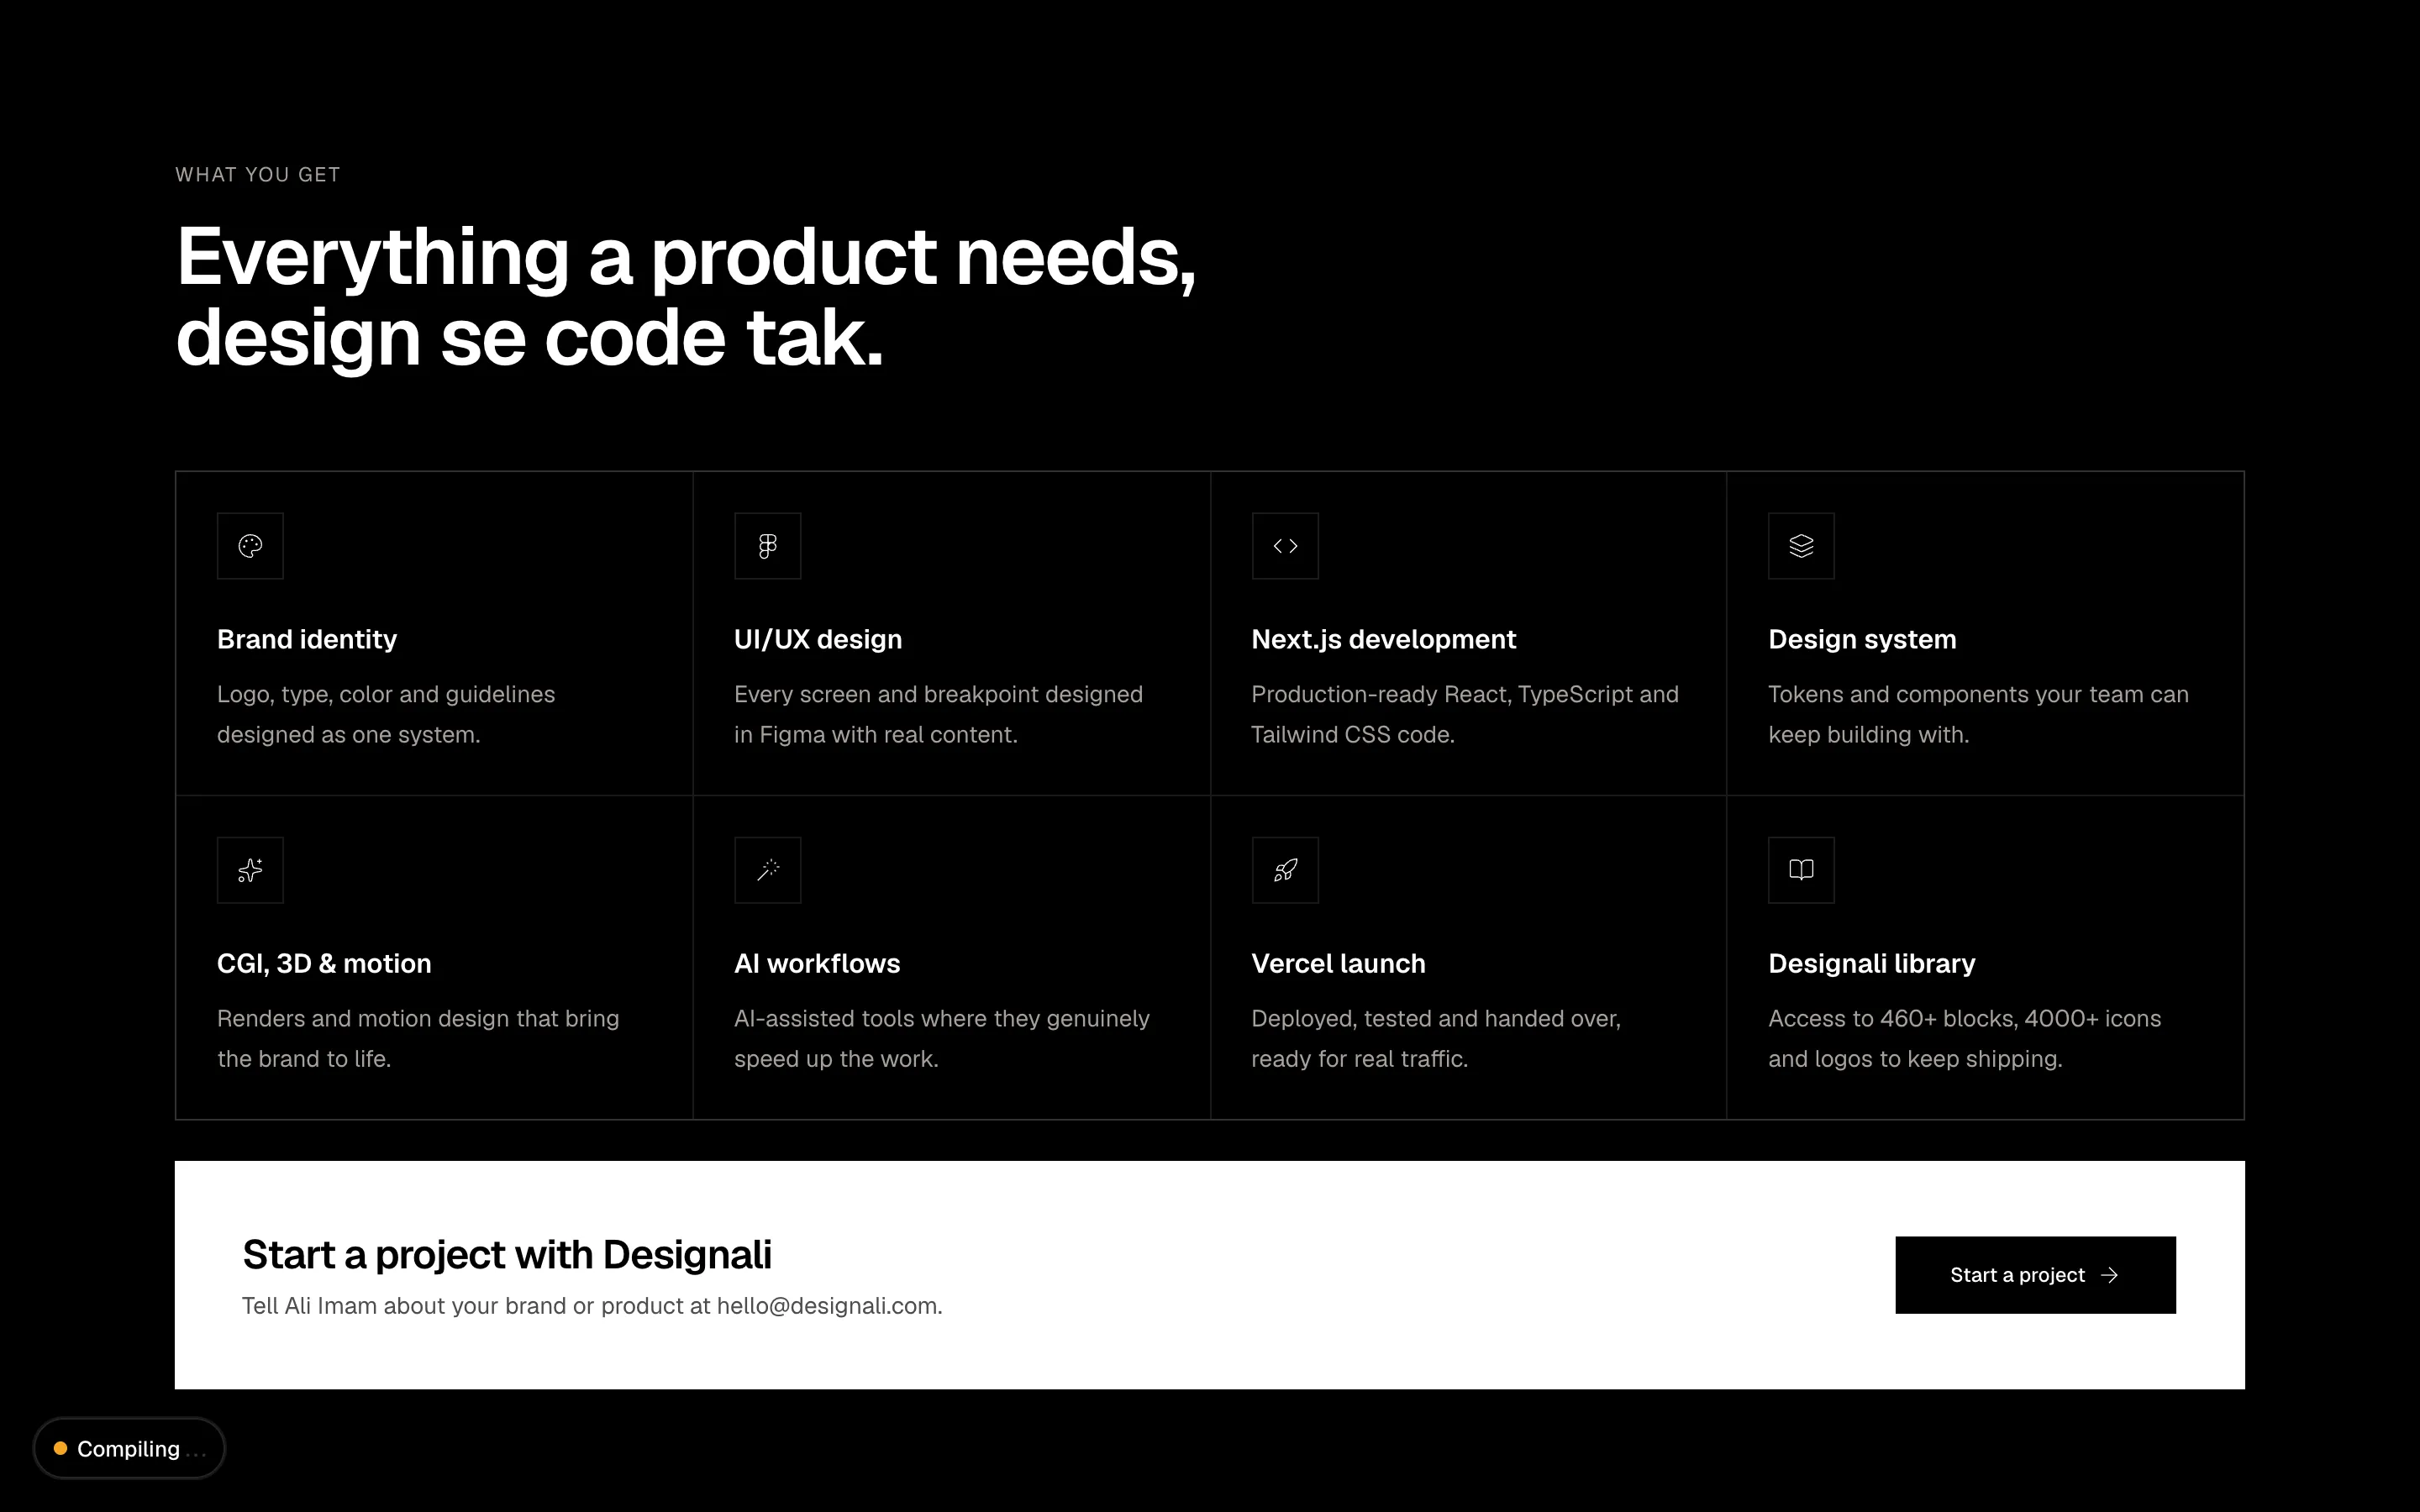 WHAT YOU GET
Everything a product needs,
design se code tak.
Brand identity
Logo, type, color and guidelines
designed as one system.
UI/UX design
Every screen and breakpoint designed
in Figma with real content.
Next.js development
Production-ready React, TypeScript and
Tailwind CSS code.
Design system
Tokens and components your team can
keep building with.
CGI, 3D & motion
Renders and motion design that bring
the brand to life.
AI workflows
AI-assisted tools where they genuinely
speed up the work.
Vercel launch
Deployed, tested and handed over,
ready for real traffic.
Designali library
Access to 460+ blocks, 4000+ icons
and logos to keep shipping.
Start a project with Designali
Tell Ali Imam about your brand or product at hello@designali.com.
Start a project
Compiling ...